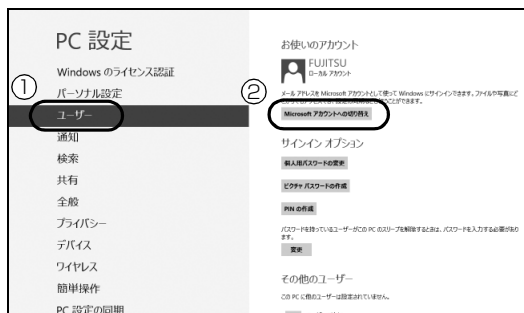 PC 設定
Windows のライセンス認証
①
パーソナル設定
ユーザー
通知
検索
共有
全般
プライバシー
デバイス
ワイヤレス
簡単操作
PC 設定の同期
お使いのアカウント
FUJITSU
ローカル アカウント
メール アドレスを Microsoft アカウントとして使って Windows にサインインできます。ファイルや写真にど
ことができます。
②
Microsoft アカウントへの切り替え
サインイン オプション
個人用パスワードの変更
ピクチャ パスワードの作成
PIN の作成
パスワードを持っているユーザーがこの PC のスリープを解除するときは、パスワードを入力する必要があり
ます。
変更
その他のユーザー
この PC に他のユーザーは設定されていません。